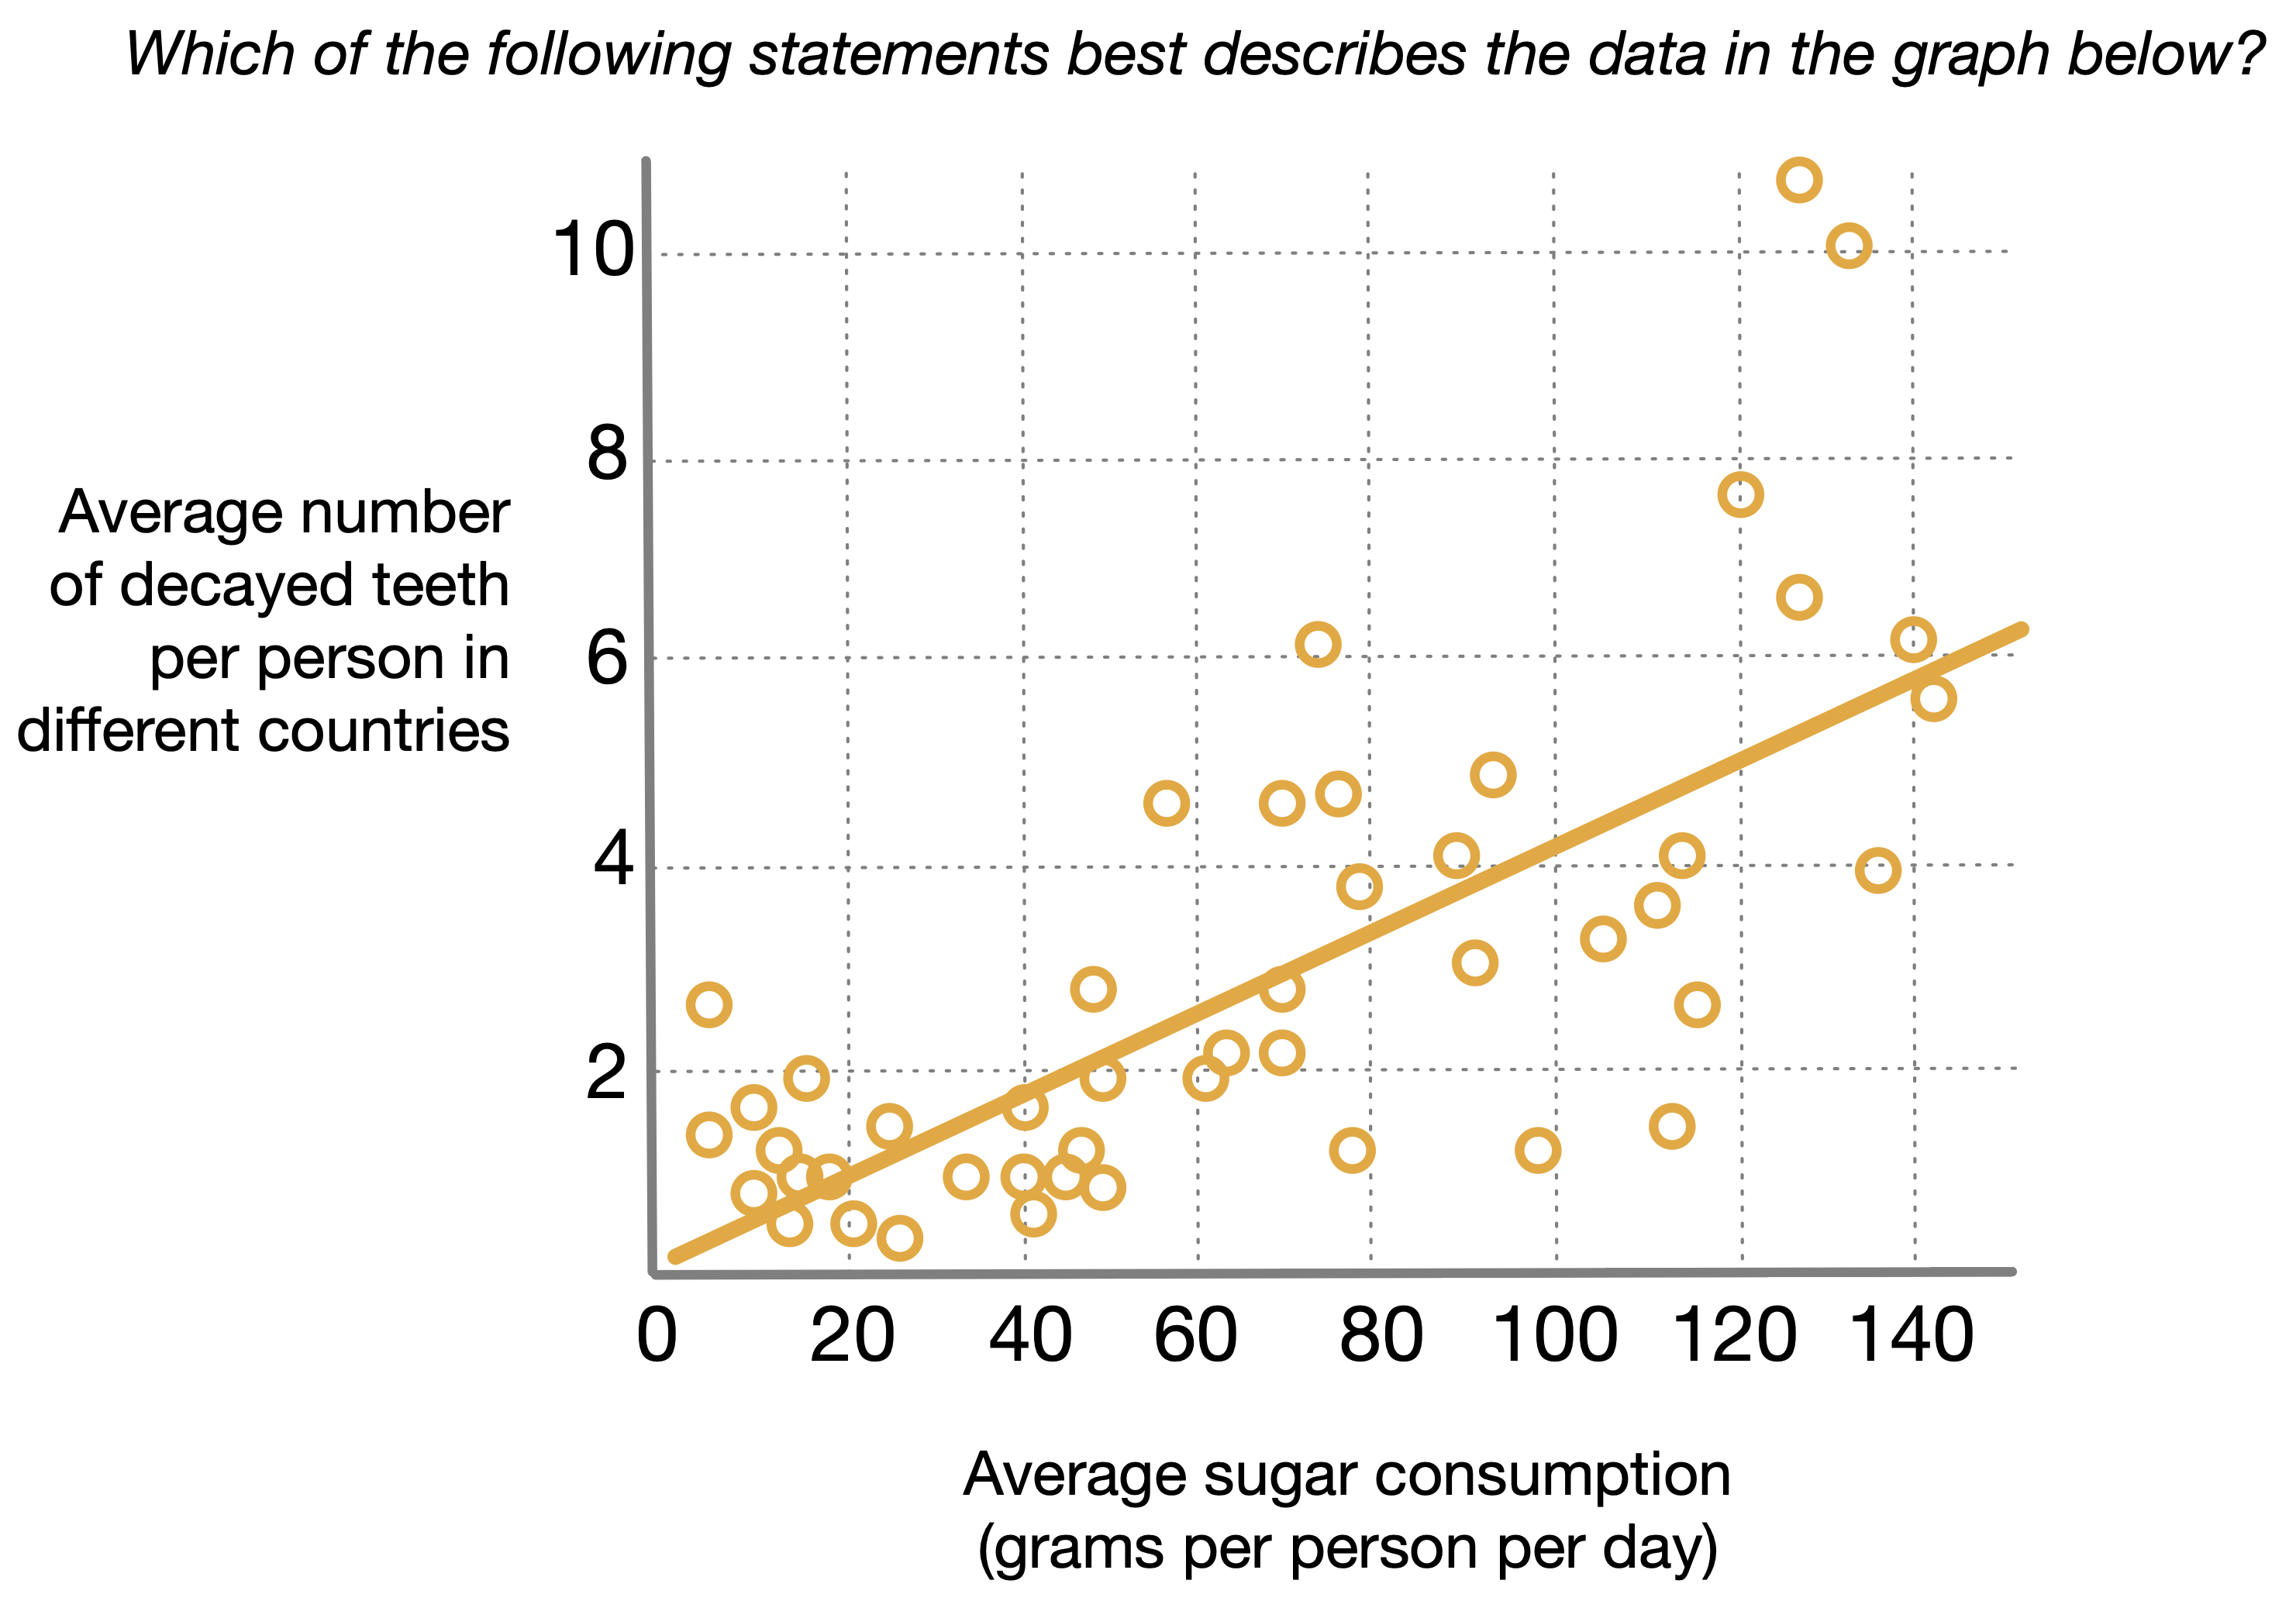 Which of the following statements best describes the data in the graph below?
10
8
6
4
2
Average number
of decayed teeth
per person in
different countries
0 20 40 60 80 100 120 140
Average sugar consumption
(grams per person per day)